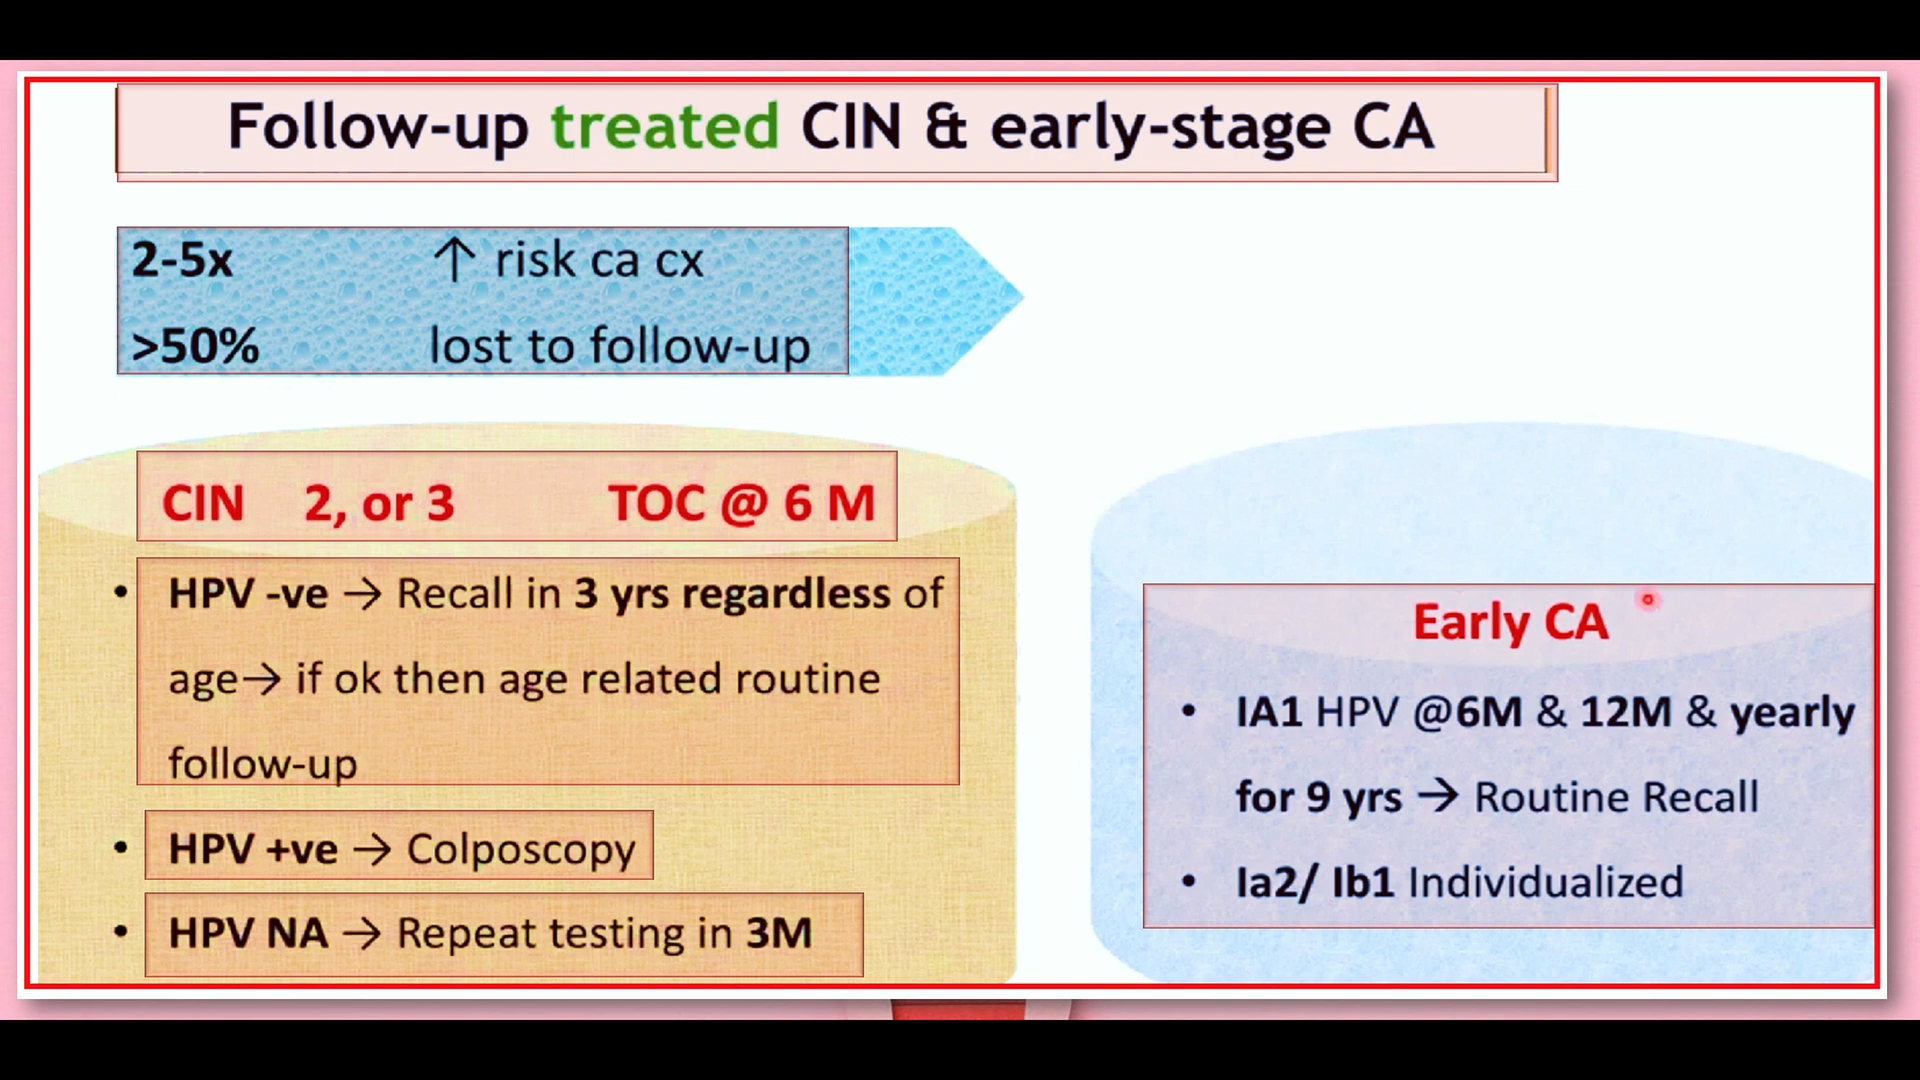 Follow-up treated CIN & early-stage CA
2-5x ↑ risk ca cx
>50% lost to follow-up
CIN 2, or 3 TOC @ 6 M
• HPV -ve → Recall in 3 yrs regardless of
age→ if ok then age related routine
follow-up
• HPV +ve → Colposcopy
• HPV NA → Repeat testing in 3M
Early CA
• IA1 HPV @6M & 12M & yearly
for 9 yrs → Routine Recall
• Ia2/ Ib1 Individualized